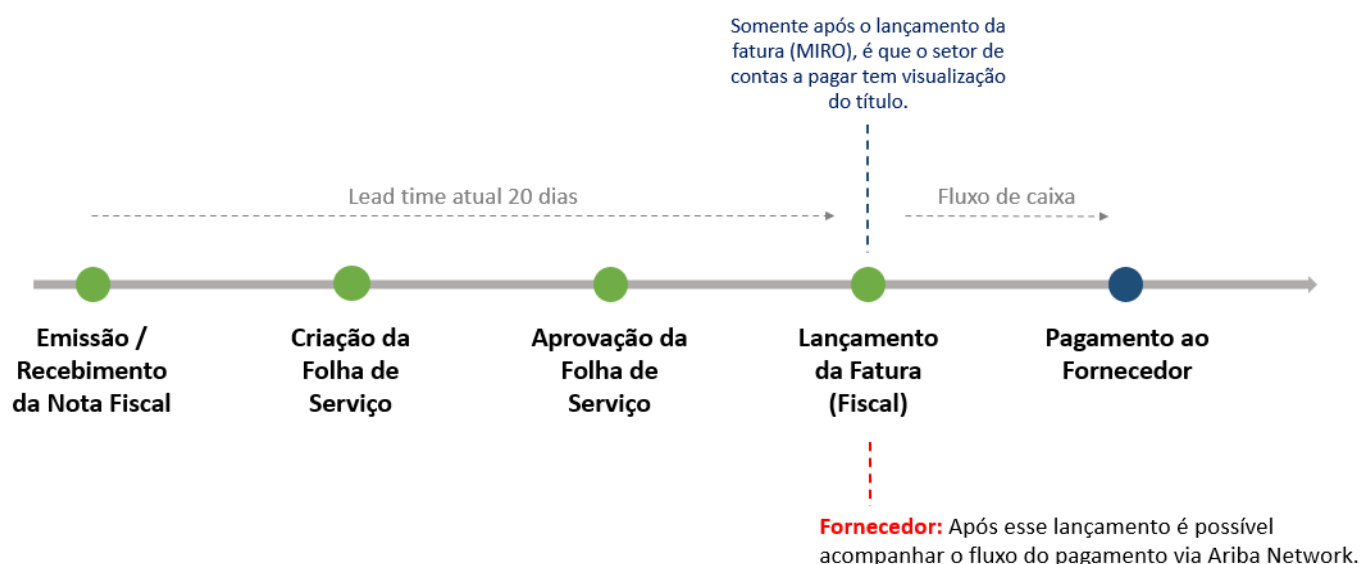 Somente após o lançamento da
fatura (MIRO), é que o setor de
contas a pagar tem visualização
do título.
Lead time atual 20 dias
Fluxo de caixa
Emissão /
Recebimento
da Nota Fiscal
Criação da
Folha de
Serviço
Aprovação da
Folha de
Serviço
Lançamento
da Fatura
(Fiscal)
Pagamento ao
Fornecedor
Fornecedor: Após esse lançamento é possível
acompanhar o fluxo do pagamento via Ariba Network.